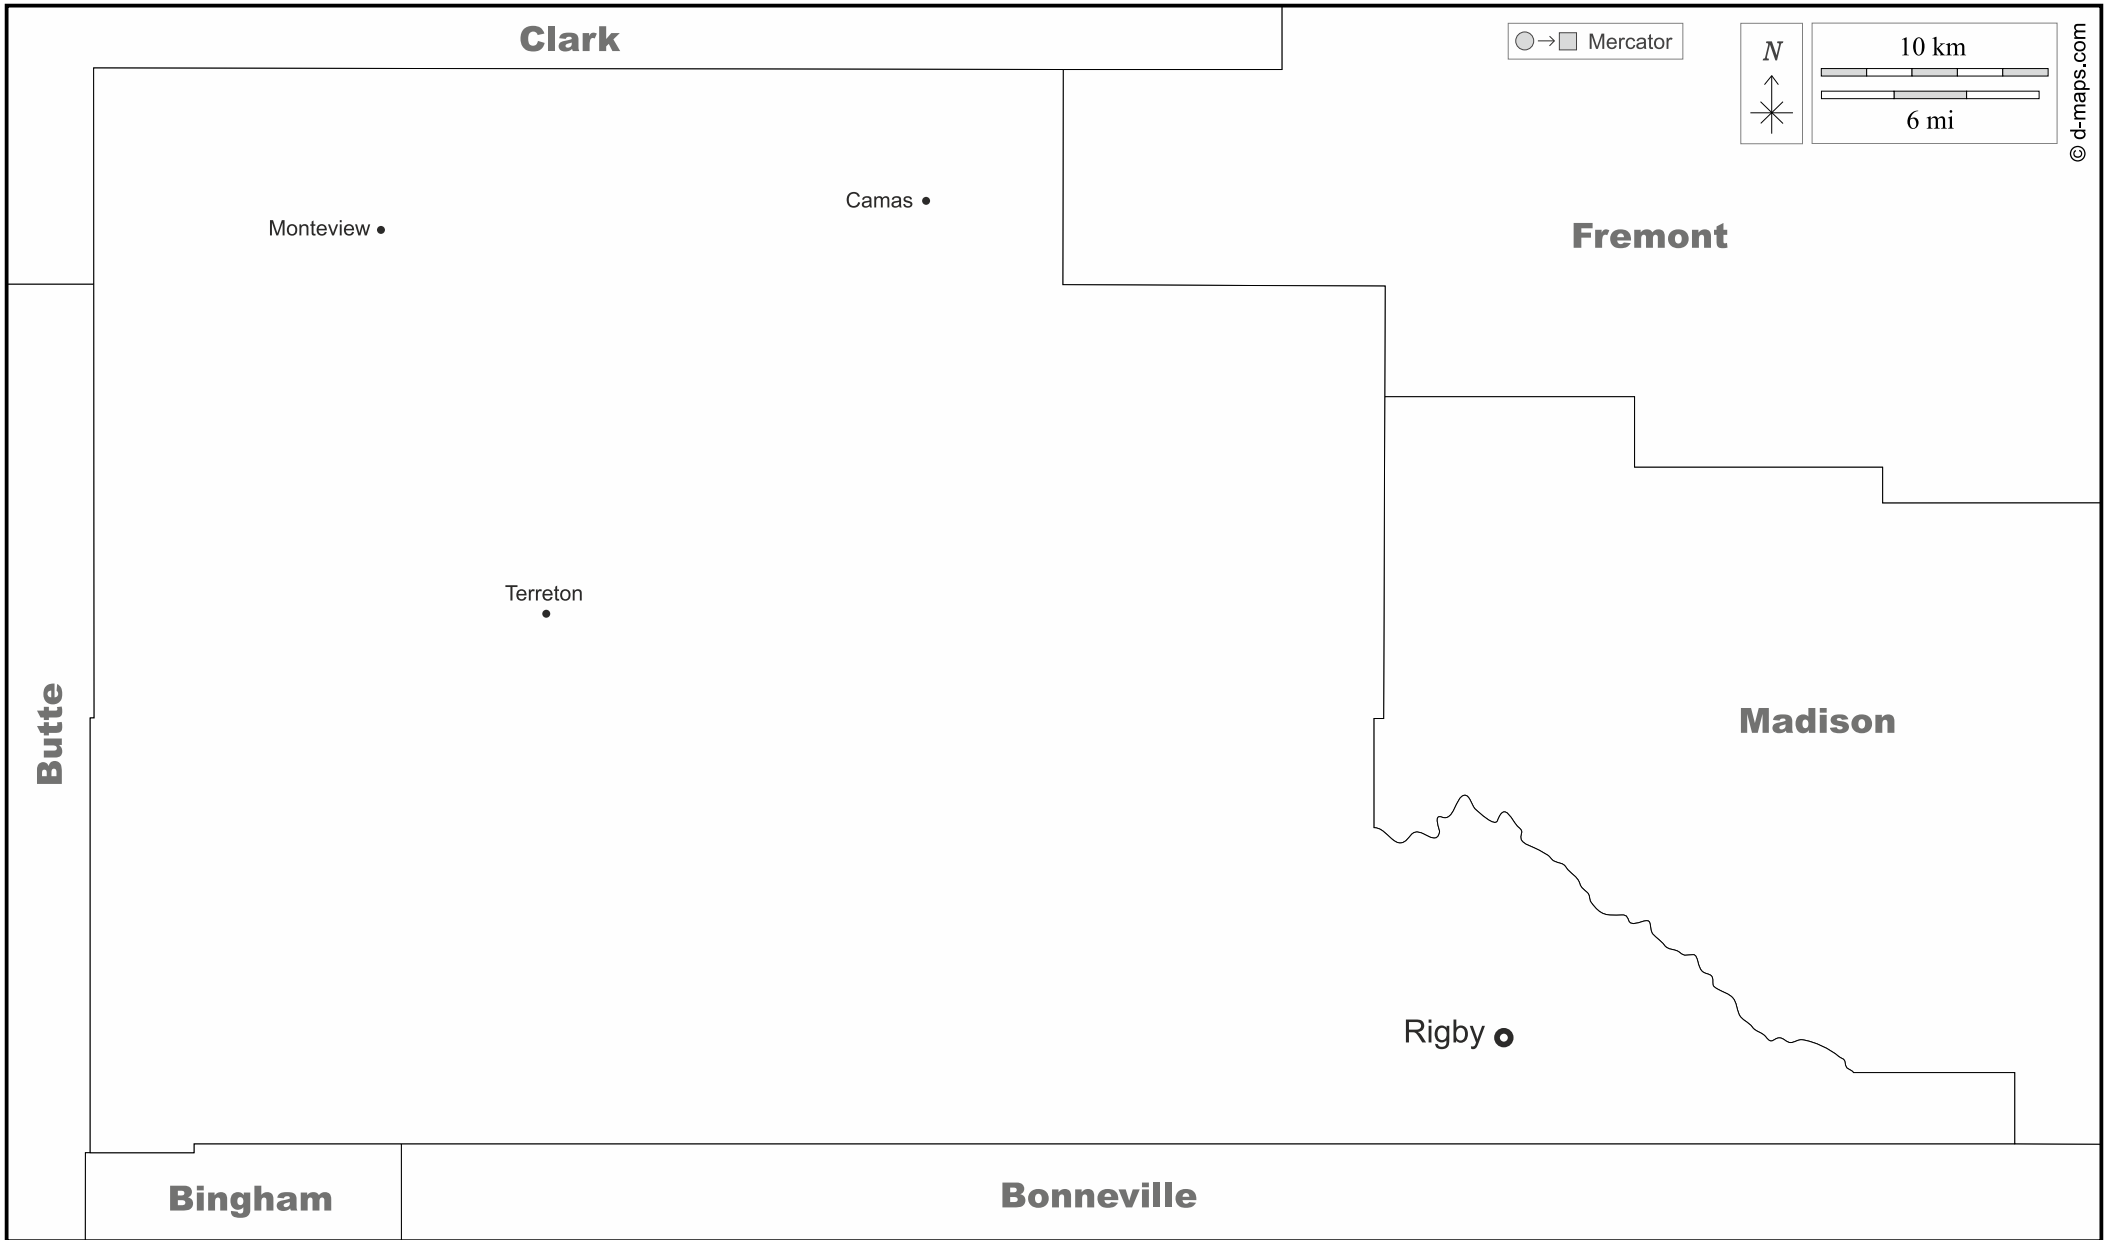 Clark
Mercator
N
10 km
6 mi
© d-maps.com
Camas
Monteview
Fremont
Terreton
Butte
Madison
Rigby
Bingham
Bonneville